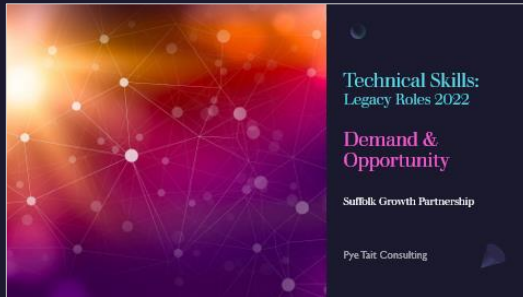 Technical Skills:
Legacy Roles 2022
Demand &
Opportunity
Suffolk Growth Partnership
Pye Tait Consulting